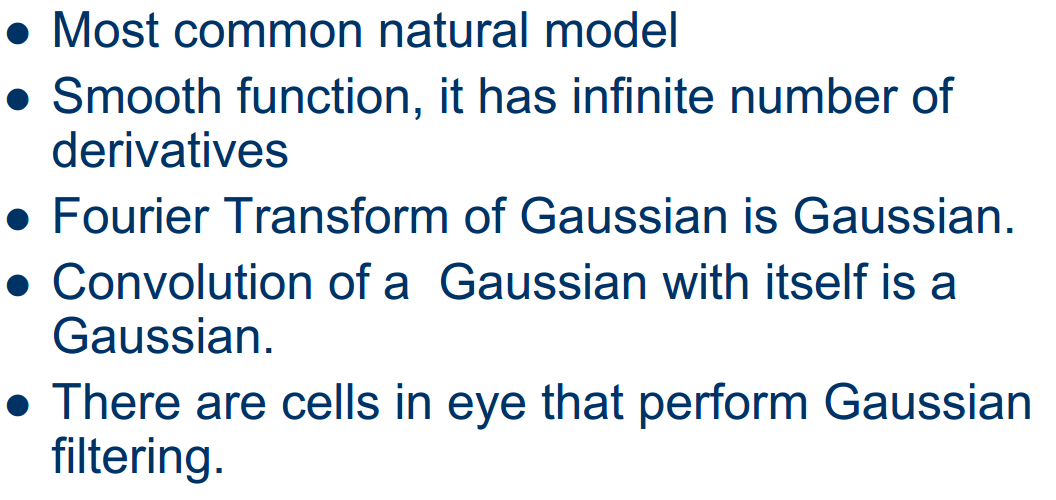 ● Most common natural model
● Smooth function, it has infinite number of
derivatives
● Fourier Transform of Gaussian is Gaussian.
● Convolution of a  Gaussian with itself is a
Gaussian.
● There are cells in eye that perform Gaussian
filtering.